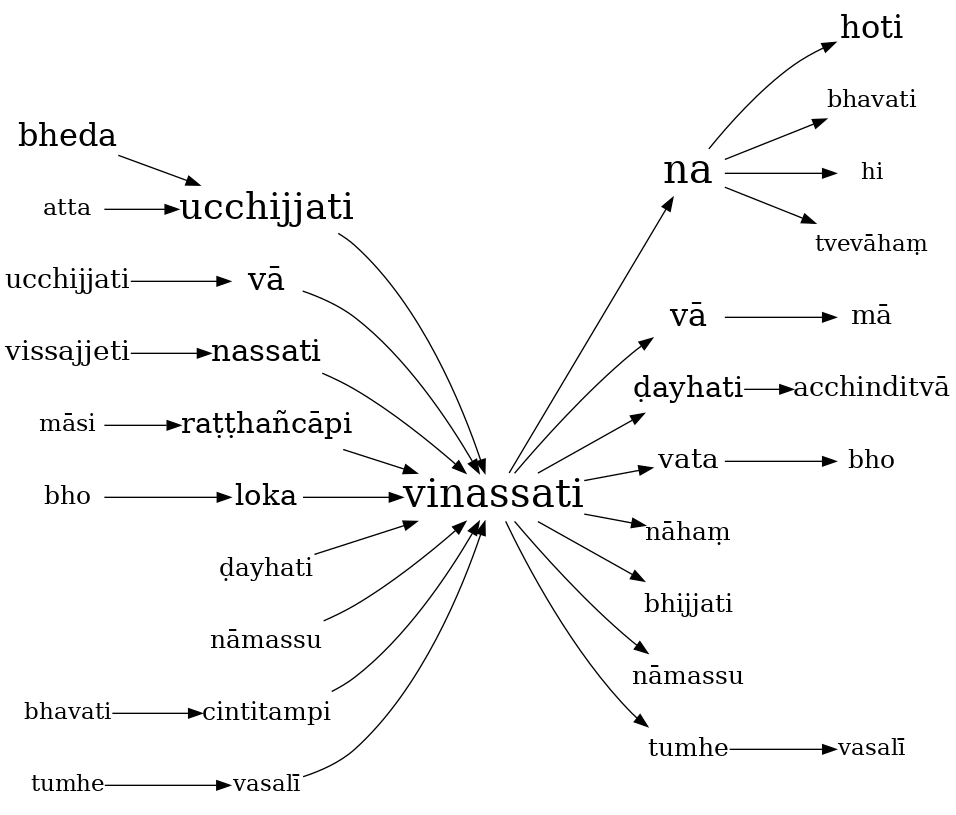 hoti
bhavati
bheda
na
hi
atta
ucchijjati
tvevāhaṃ
ucchijjati
vā
vā
mā
vissajjeti
nassati
ḍayhati
acchinditvā
māsi
raṭṭhañcāpi
vata
bho
bho
loka
vinassati
nāhaṃ
ḍayhati
bhijjati
nāmassu
nāmassu
bhavati
cintitampi
tumhe
vasalī
tumhe
vasalī